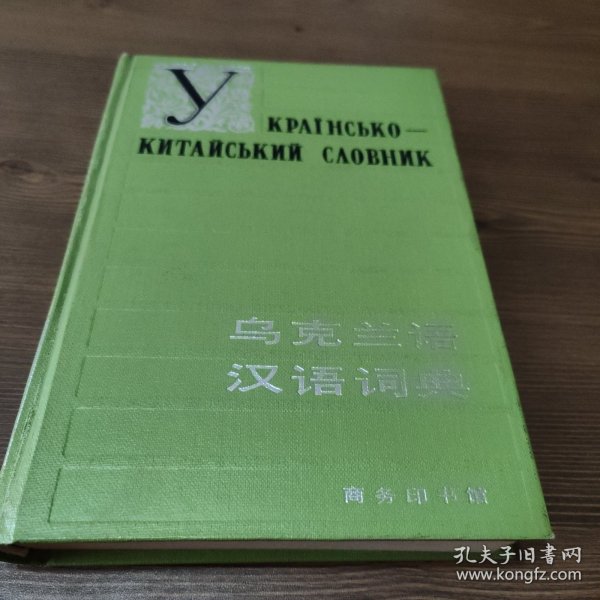 УКРАЇНСЬКО—
КИТАЙСЬКИЙ СЛОВНИК
乌克兰语
汉语词典
商务印书馆
孔夫子旧书网
www.kongfz.com